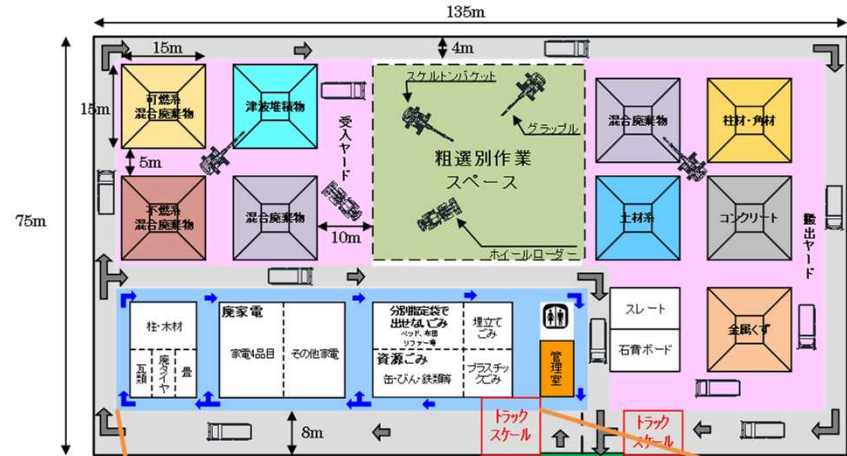 135m
15m
4m
スケルトンバケット
可燃系
混合廃棄物
津波堆積物
15m
受入ヤード
グラップル
混合廃棄物
柱材・角材
粗選別作業
スペース
5m
75m
不燃系
混合廃棄物
混合廃棄物
土材系
コンクリート
搬出ヤード
10m
ホイールローダー
柱・木材
瓦類
廃タイヤ
畳
廃家電
家電4品目
その他家電
分別指定袋で
出せないごみ
ベッド、布団
ソファー等
埋立て
ごみ
資源ごみ
缶・びん・鉄類等
プラスチッ
クごみ
管理室
スレート
石膏ボード
金属くず
8m
トラック
スケール
トラック
スケール